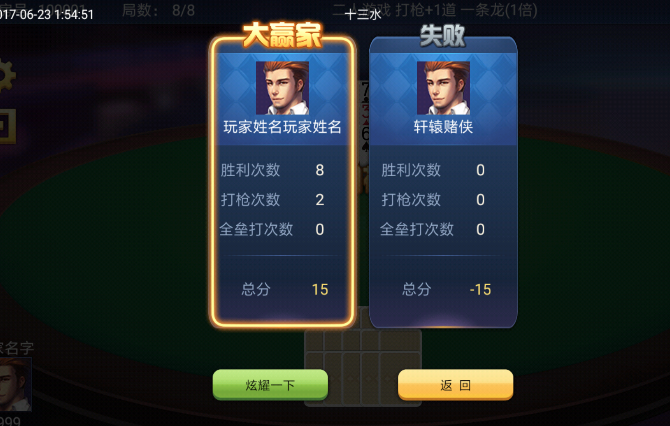 017-06-23 1:54:51
局数： 8/8
十三水
二人游戏 打枪+1道 一条龙(1倍)
大赢家
失败
玩家姓名玩家姓名
轩辕赌侠
胜利次数 8
胜利次数 0
打枪次数 2
打枪次数 0
全垒打次数 0
全垒打次数 0
总分 15
总分 -15
家名字
炫耀一下
返 回